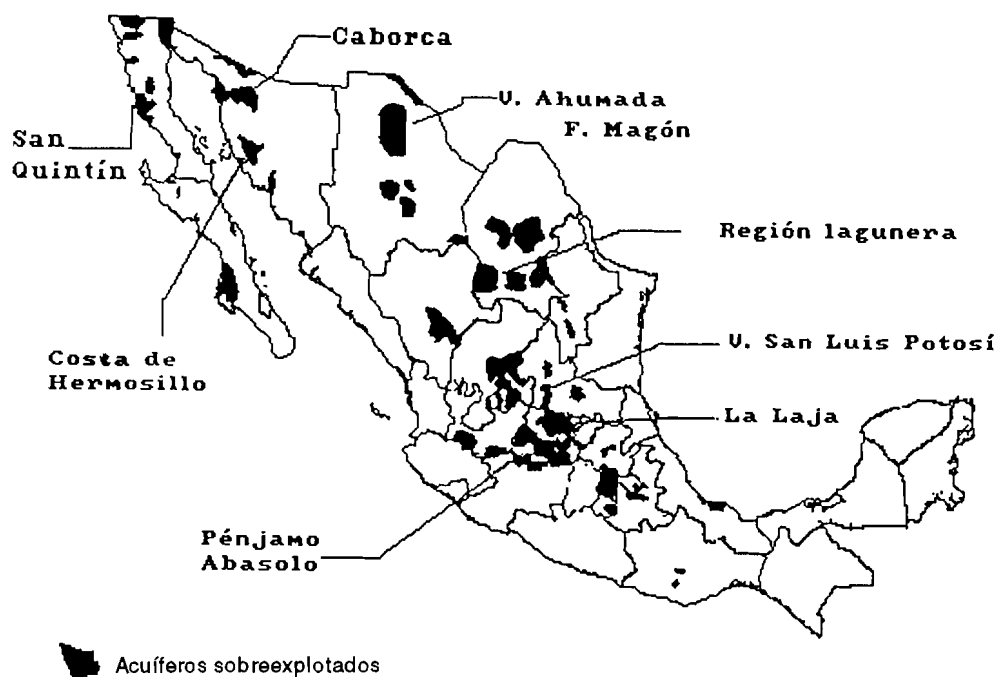 Caborca
V. Ahumada
F. Magón
San
Quintín
Región lagunera
Costa de
Hermosillo
V. San Luis Potosí
La Laja
Pénjamo
Abasolo
Acuíferos sobreexplotados